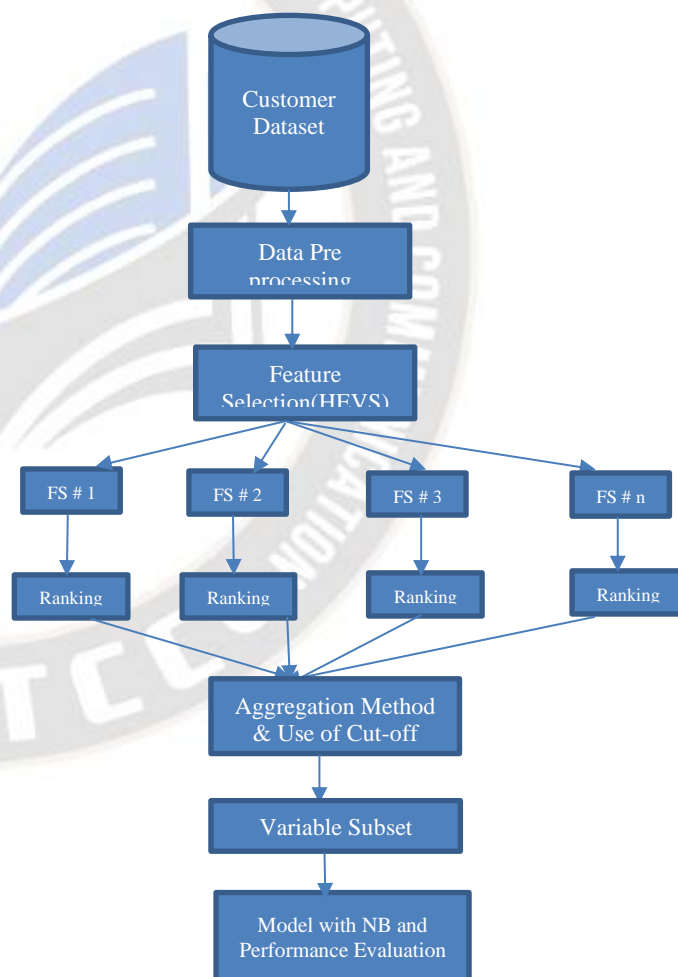 Customer
Dataset
Data Pre
processing
Feature
Selection(HEVS)
FS # 1
FS # 2
FS # 3
FS # n
Ranking
Ranking
Ranking
Ranking
Aggregation Method
& Use of Cut-off
Variable Subset
Model with NB and
Performance Evaluation